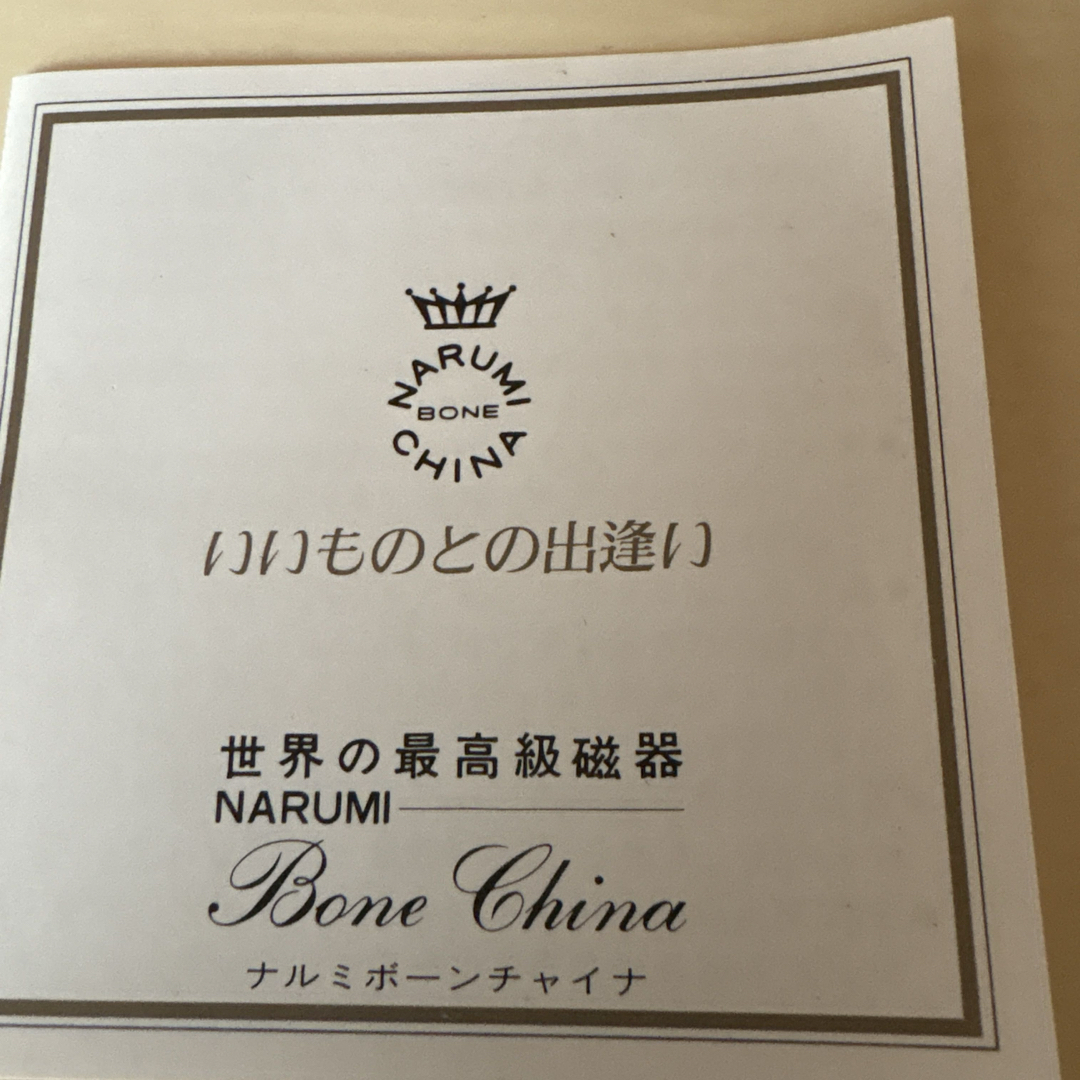 NARUMI
BONE
CHINA
いいものとの出逢い
世界の最高級磁器
NARUMI
Bone China
ナルミボーンチャイナ